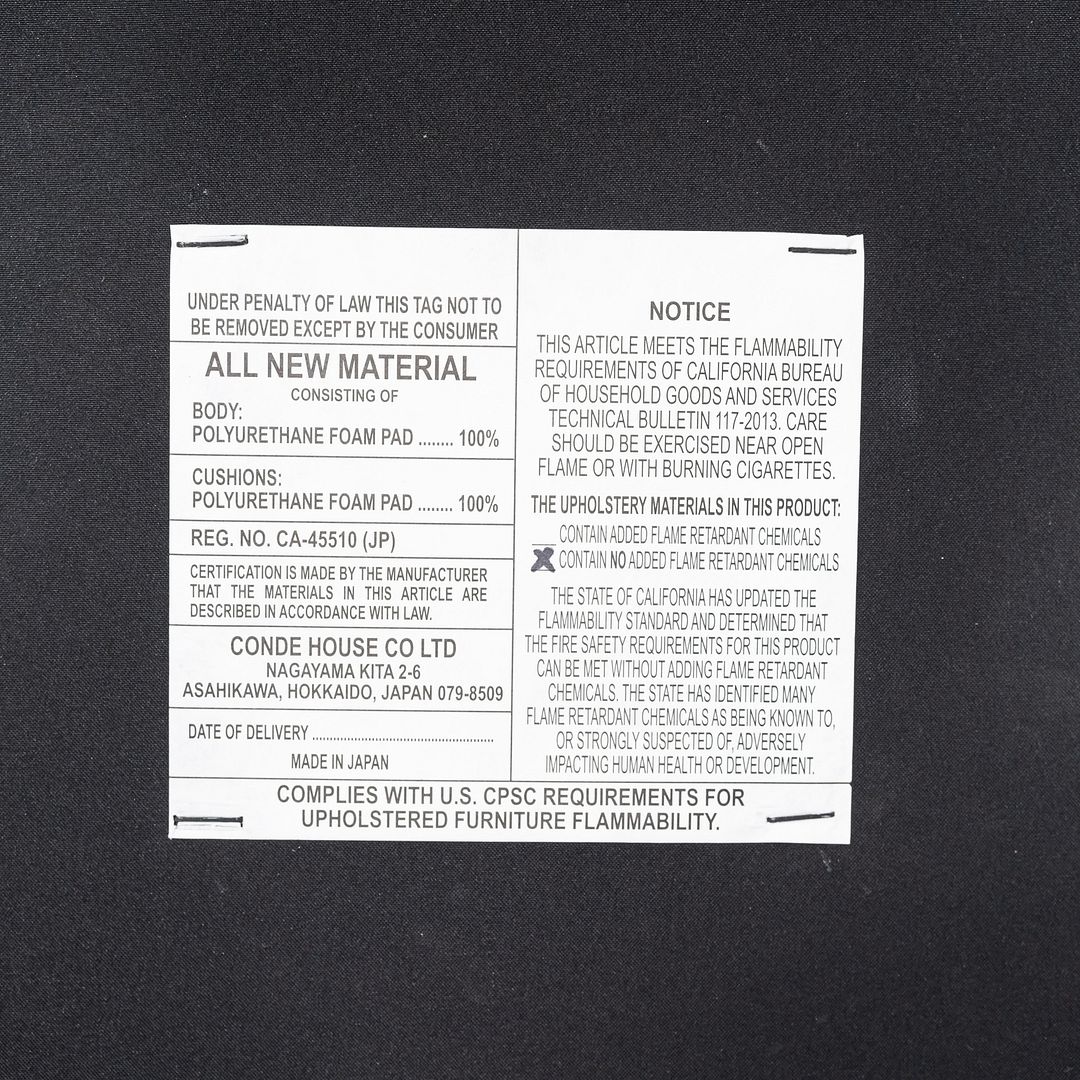 UNDER PENALTY OF LAW THIS TAG NOT TO
BE REMOVED EXCEPT BY THE CONSUMER
ALL NEW MATERIAL
CONSISTING OF
BODY:
POLYURETHANE FOAM PAD ........ 100%
CUSHIONS:
POLYURETHANE FOAM PAD ........ 100%
REG. NO. CA-45510 (JP)
CERTIFICATION IS MADE BY THE MANUFACTURER
THAT THE MATERIALS IN THIS ARTICLE ARE
DESCRIBED IN ACCORDANCE WITH LAW.
CONDE HOUSE CO LTD
NAGAYAMA KITA 2-6
ASAHIKAWA, HOKKAIDO, JAPAN 079-8509
DATE OF DELIVERY ................................................
MADE IN JAPAN
NOTICE
THIS ARTICLE MEETS THE FLAMMABILITY
REQUIREMENTS OF CALIFORNIA BUREAU
OF HOUSEHOLD GOODS AND SERVICES
TECHNICAL BULLETIN 117-2013. CARE
SHOULD BE EXERCISED NEAR OPEN
FLAME OR WITH BURNING CIGARETTES.
THE UPHOLSTERY MATERIALS IN THIS PRODUCT:
___ CONTAIN ADDED FLAME RETARDANT CHEMICALS
X CONTAIN NO ADDED FLAME RETARDANT CHEMICALS
THE STATE OF CALIFORNIA HAS UPDATED THE
FLAMMABILITY STANDARD AND DETERMINED THAT
THE FIRE SAFETY REQUIREMENTS FOR THIS PRODUCT
CAN BE MET WITHOUT ADDING FLAME RETARDANT
CHEMICALS. THE STATE HAS IDENTIFIED MANY
FLAME RETARDANT CHEMICALS AS BEING KNOWN TO,
OR STRONGLY SUSPECTED OF, ADVERSELY
IMPACTING HUMAN HEALTH OR DEVELOPMENT.
COMPLIES WITH U.S. CPSC REQUIREMENTS FOR
UPHOLSTERED FURNITURE FLAMMABILITY.